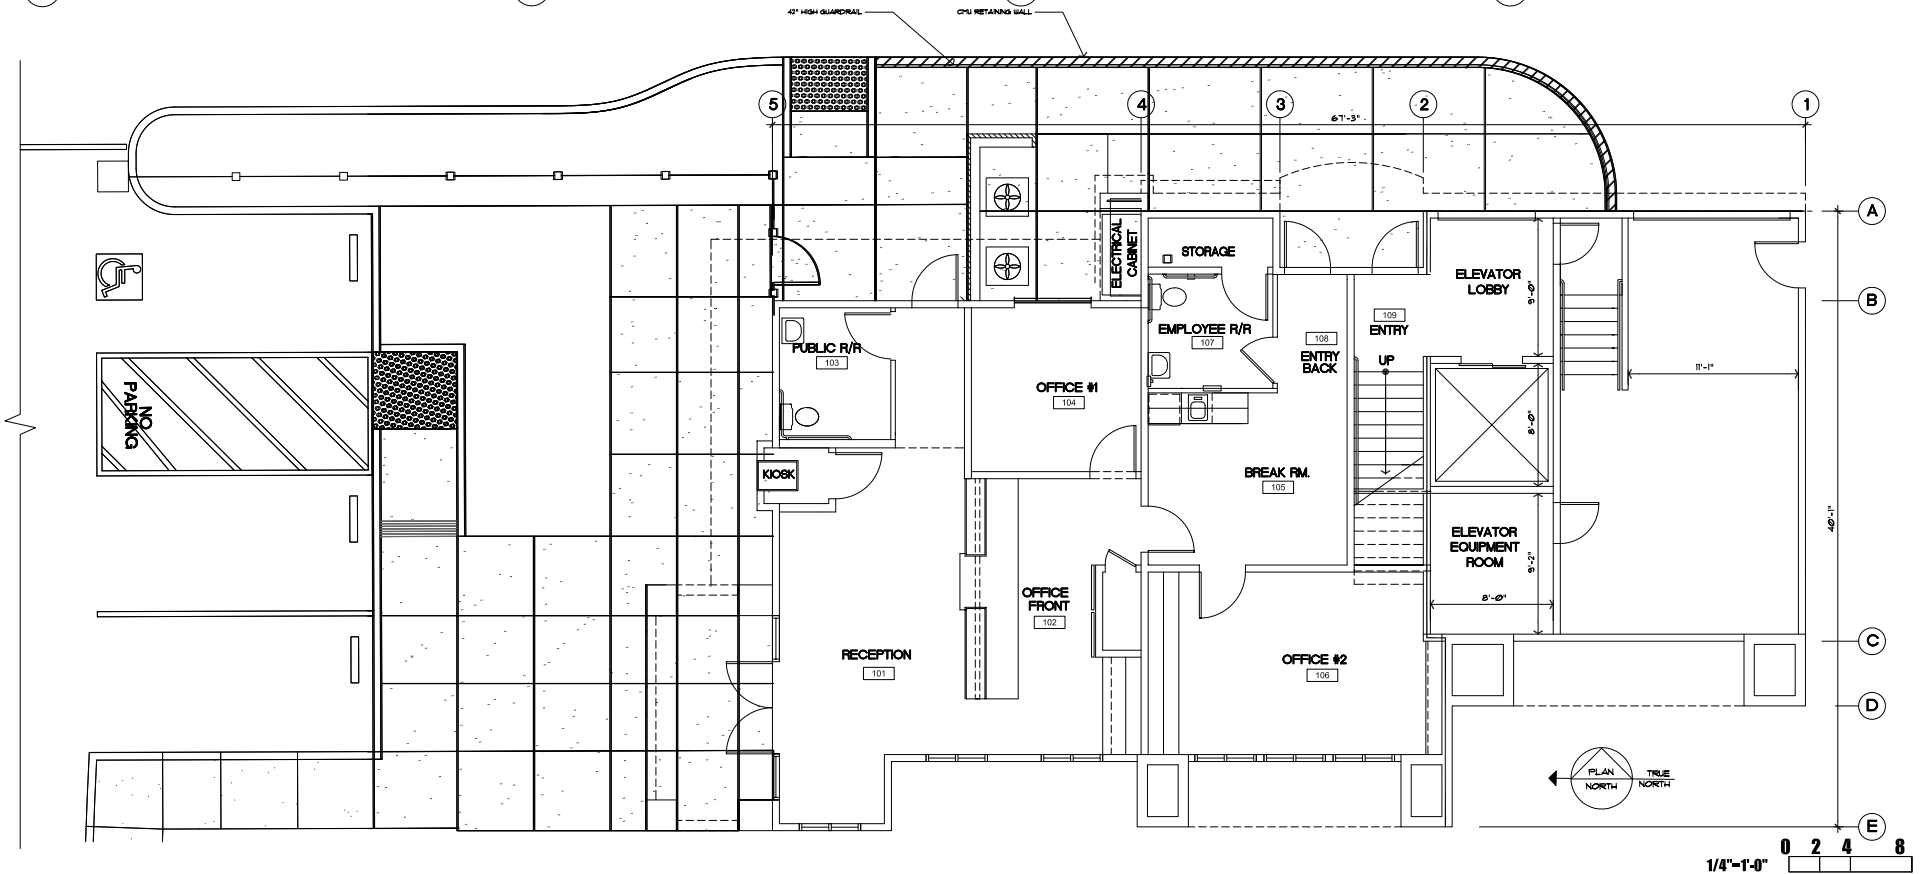 42" HIGH GUARDRAIL
CMU RETAINING WALL
5
4
3
2
1
67'-3"
A
B
C
D
E
40'-1"
ELECTRICAL
CABINET
STORAGE
ELEVATOR
LOBBY
9'-0"
PUBLIC R/R
103
EMPLOYEE R/R
107
108
ENTRY
BACK
109
ENTRY
UP
OFFICE #1
104
11'-1"
8'-0"
NO
PARKING
KIOSK
BREAK RM.
105
ELEVATOR
EQUIPMENT
ROOM
9'-2"
8'-0"
OFFICE
FRONT
102
RECEPTION
101
OFFICE #2
106
PLAN
NORTH
TRUE
NORTH
0 2 4 8
1/4"=1'-0"